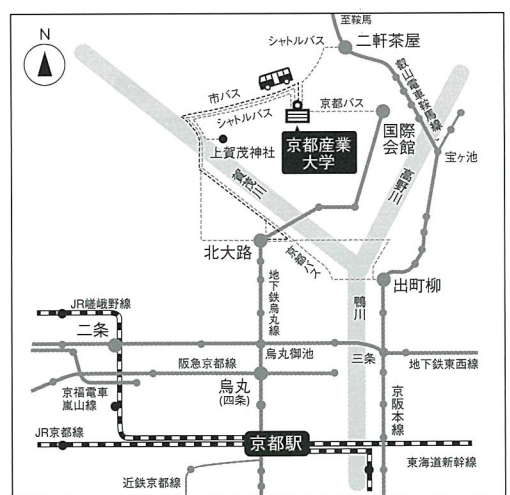 N
至鞍馬
シャトルバス
二軒茶屋
叡山電車鞍馬線
市バス
シャトルバス
京都バス
国際
会館
上賀茂神社
京都産業
大学
宝ヶ池
賀茂川
高野川
北大路
京都バス
出町柳
地下鉄烏丸線
鴨川
JR嵯峨野線
二条
烏丸御池
三条
地下鉄東西線
阪急京都線
烏丸
(四条)
京福電車
嵐山線
京阪本線
JR京都線
京都駅
東海道新幹線
近鉄京都線